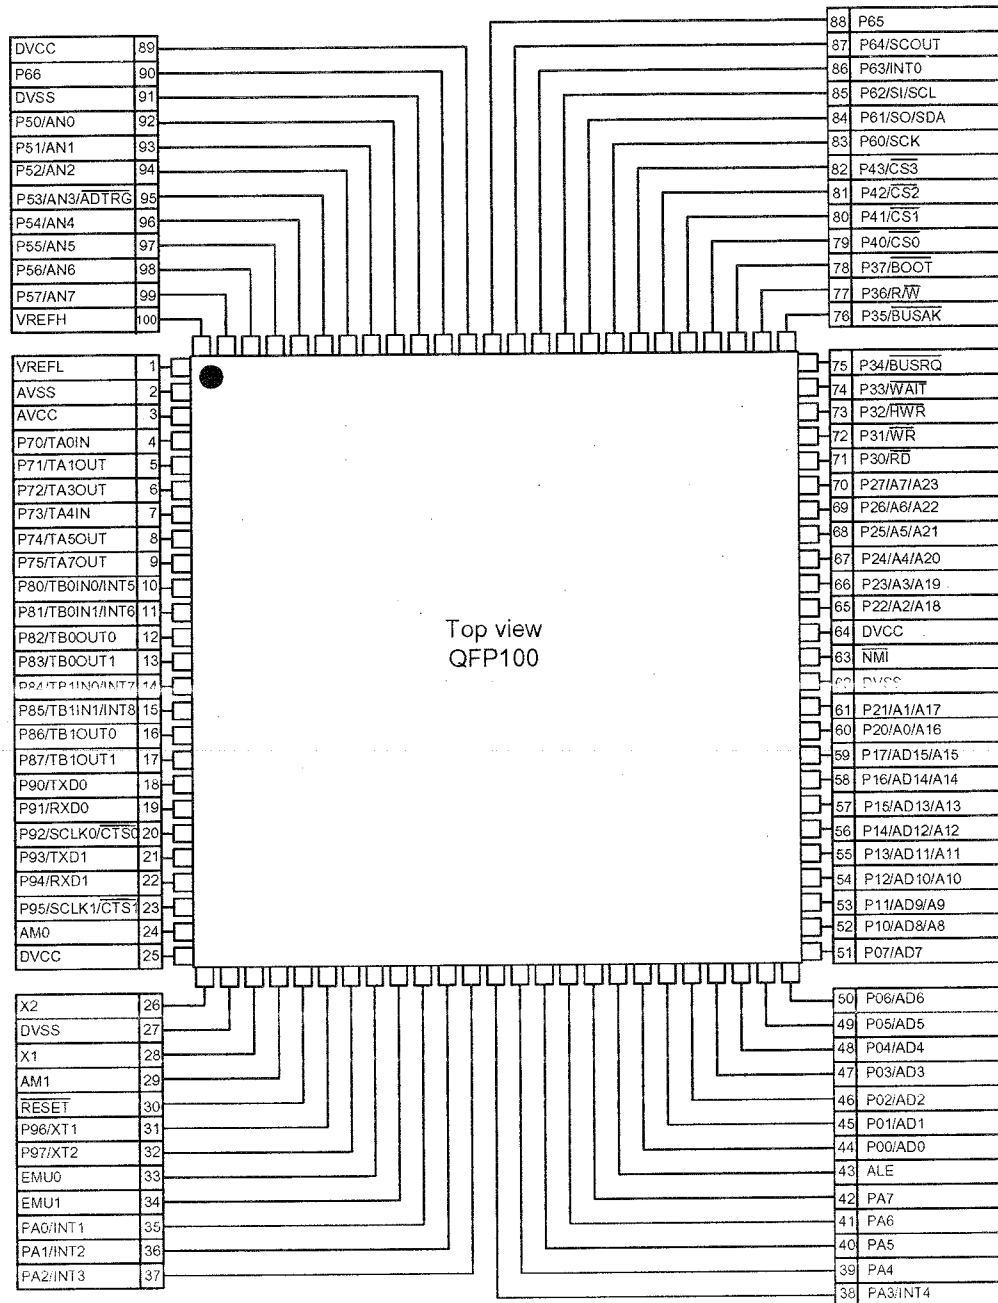 DVCC 89
P66 90
DVSS 91
P50/AN0 92
P51/AN1 93
P52/AN2 94
P53/AN3/ADTRG 95
P54/AN4 96
P55/AN5 97
P56/AN6 98
P57/AN7 99
VREFH 100
88 P65
87 P64/SCOUT
86 P63/INT0
85 P62/SI/SCL
84 P61/SO/SDA
83 P60/SCK
82 P43/CS3
81 P42/CS2
80 P41/CS1
79 P40/CS0
78 P37/BOOT
77 P36/R/W
76 P35/BUSAK
VREFL 1
AVSS 2
AVCC 3
P70/TA0IN 4
P71/TA1OUT 5
P72/TA3OUT 6
P73/TA4IN 7
P74/TA5OUT 8
P75/TA7OUT 9
P80/TB0IN0/INT5 10
P81/TB0IN1/INT6 11
P82/TB0OUT0 12
P83/TB0OUT1 13
P84/TB1IN0/INT7 14
P85/TB1IN1/INT8 15
P86/TB1OUT0 16
P87/TB1OUT1 17
P90/TXD0 18
P91/RXD0 19
P92/SCLK0/CTS0 20
P93/TXD1 21
P94/RXD1 22
P95/SCLK1/CTS1 23
AM0 24
DVCC 25
Top view
QFP100
75 P34/BUSRQ
74 P33/WAIT
73 P32/HWR
72 P31/WR
71 P30/RD
70 P27/A7/A23
69 P26/A6/A22
68 P25/A5/A21
67 P24/A4/A20
66 P23/A3/A19
65 P22/A2/A18
64 DVCC
63 NMI
62 DVSS
61 P21/A1/A17
60 P20/A0/A16
59 P17/AD15/A15
58 P16/AD14/A14
57 P15/AD13/A13
56 P14/AD12/A12
55 P13/AD11/A11
54 P12/AD10/A10
53 P11/AD9/A9
52 P10/AD8/A8
51 P07/AD7
X2 26
DVSS 27
X1 28
AM1 29
RESET 30
P96/XT1 31
P97/XT2 32
EMU0 33
EMU1 34
PA0/INT1 35
PA1/INT2 36
PA2/INT3 37
50 P06/AD6
49 P05/AD5
48 P04/AD4
47 P03/AD3
46 P02/AD2
45 P01/AD1
44 P00/AD0
43 ALE
42 PA7
41 PA6
40 PA5
39 PA4
38 PA3/INT4